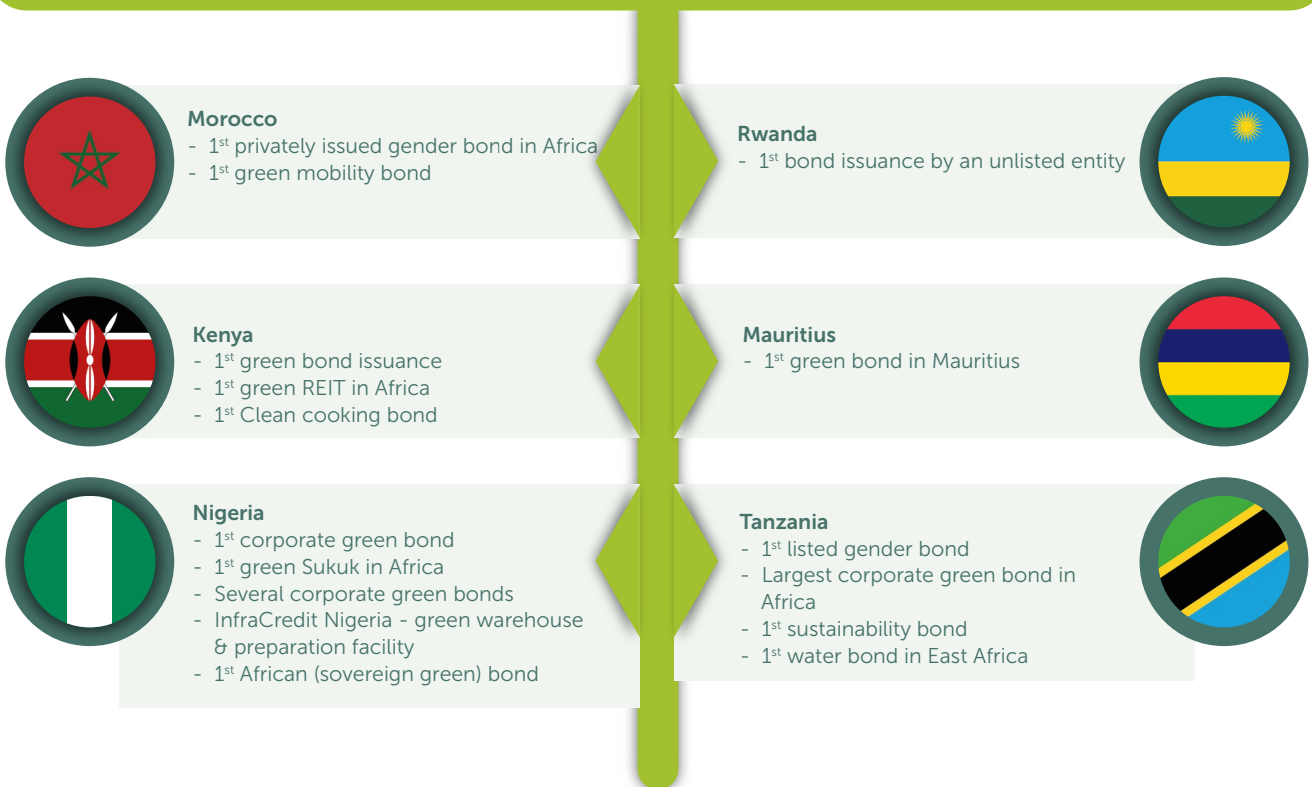 Morocco
- 1st privately issued gender bond in Africa
- 1st green mobility bond
Rwanda
- 1st bond issuance by an unlisted entity
Kenya
- 1st green bond issuance
- 1st green REIT in Africa
- 1st Clean cooking bond
Mauritius
- 1st green bond in Mauritius
Nigeria
- 1st corporate green bond
- 1st green Sukuk in Africa
- Several corporate green bonds
- InfraCredit Nigeria - green warehouse
& preparation facility
- 1st African (sovereign green) bond
Tanzania
- 1st listed gender bond
- Largest corporate green bond in
Africa
- 1st sustainability bond
- 1st water bond in East Africa